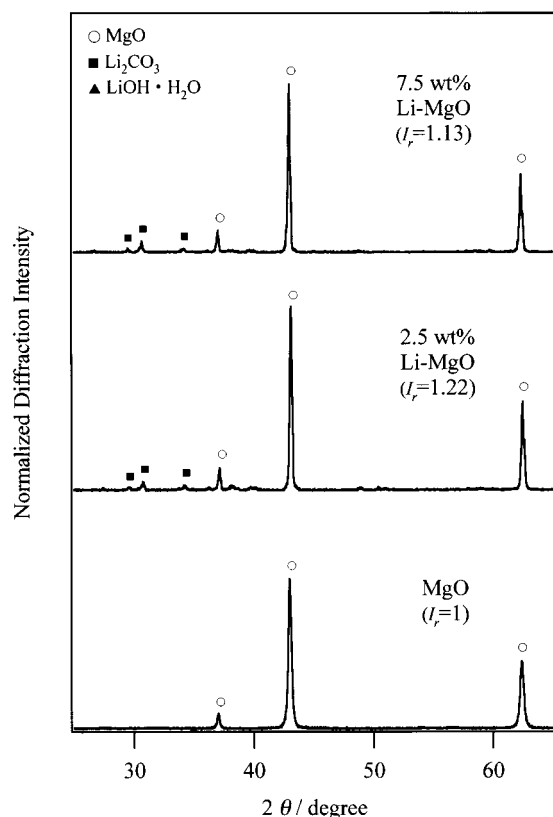 ○ MgO
■ Li₂CO₃
▲ LiOH・H₂O
7.5 wt%
Li-MgO
(Iᵣ=1.13)
2.5 wt%
Li-MgO
(Iᵣ=1.22)
MgO
(Iᵣ=1)
Normalized Diffraction Intensity
30 40 50 60
2 θ / degree